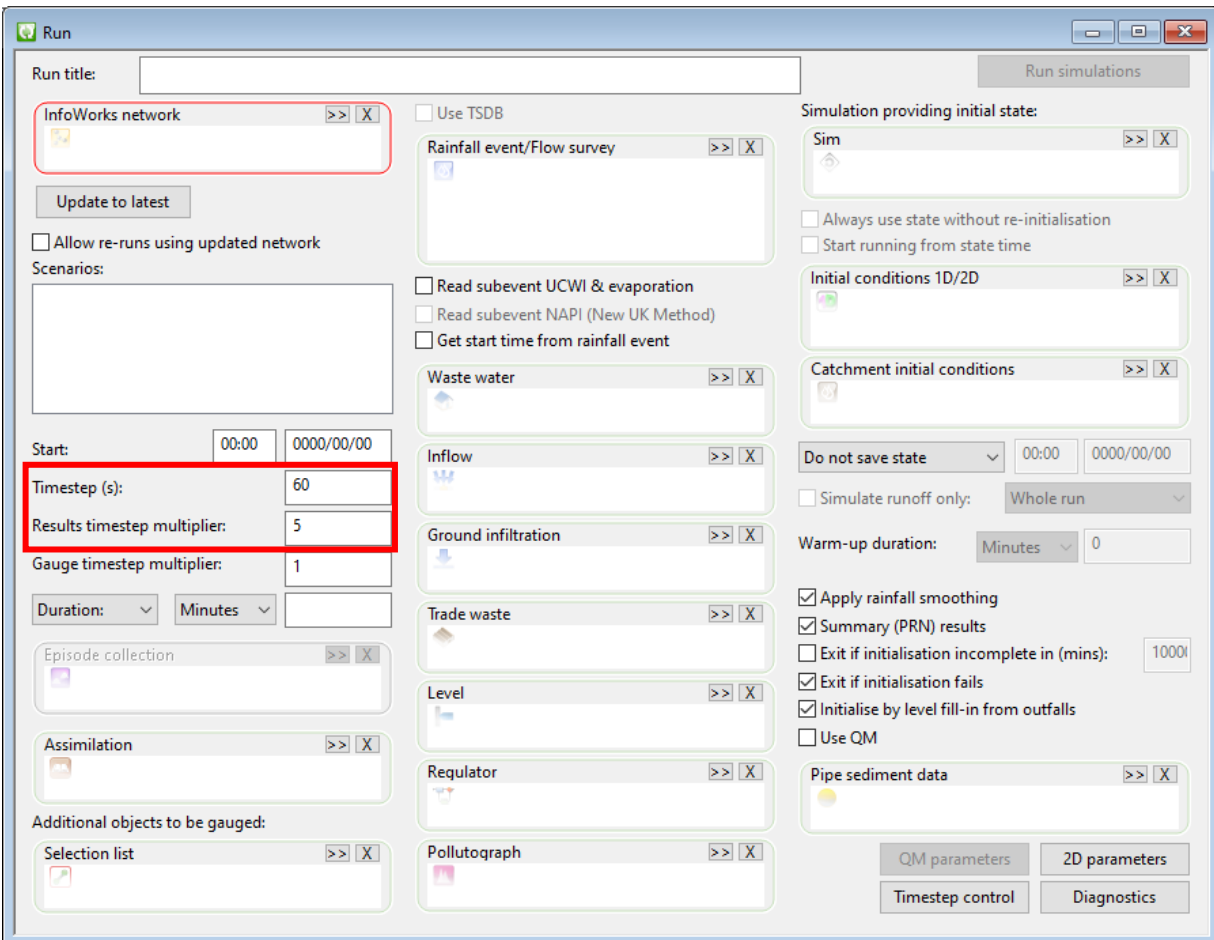 Run
Run title:
Run simulations
InfoWorks network >> X
Update to latest
Allow re-runs using updated network
Scenarios:
Start: 00:00 0000/00/00
Timestep (s): 60
Results timestep multiplier: 5
Gauge timestep multiplier: 1
Duration: Minutes
Episode collection >> X
Assimilation >> X
Additional objects to be gauged:
Selection list >> X
Use TSDB
Rainfall event/Flow survey >> X
Read subevent UCWI & evaporation
Read subevent NAPI (New UK Method)
Get start time from rainfall event
Waste water >> X
Inflow >> X
Ground infiltration >> X
Trade waste >> X
Level >> X
Regulator >> X
Pollutograph >> X
Simulation providing initial state:
Sim >> X
Always use state without re-initialisation
Start running from state time
Initial conditions 1D/2D >> X
Catchment initial conditions >> X
Do not save state 00:00 0000/00/00
Simulate runoff only: Whole run
Warm-up duration: Minutes 0
Apply rainfall smoothing
Summary (PRN) results
Exit if initialisation incomplete in (mins):
Exit if initialisation fails
Initialise by level fill-in from outfalls
Use QM
Pipe sediment data >> X
QM parameters 2D parameters
Timestep control Diagnostics